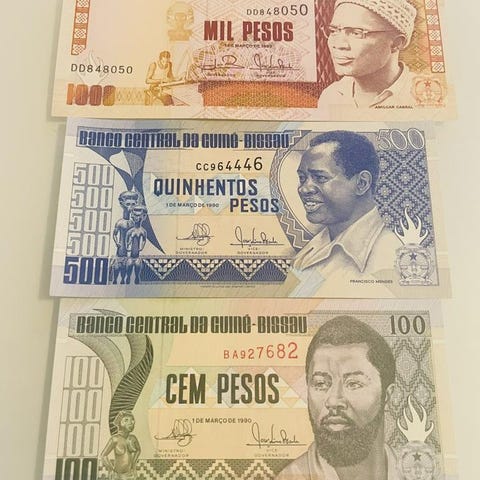 DD848050
MIL PESOS
1 DE MARÇO DE 1990
DD848050
1000
AMILCAR CABRAL
BANCO CENTRAL DA GUINÉ-BISSAU
500
CC964446
500
500
500
500
500
QUINHENTOS
PESOS
1 DE MARÇO DE 1990
MINISTRO/
GOVERNADOR
VICE-
GOVERNADOR
FRANCISCO MENDES
BANCO CENTRAL DA GUINÉ-BISSAU
100
BA927682
100
100
100
100
CEM PESOS
1 DE MARÇO DE 1990
MINISTRO/
GOVERNADOR
VICE-
GOVERNADOR